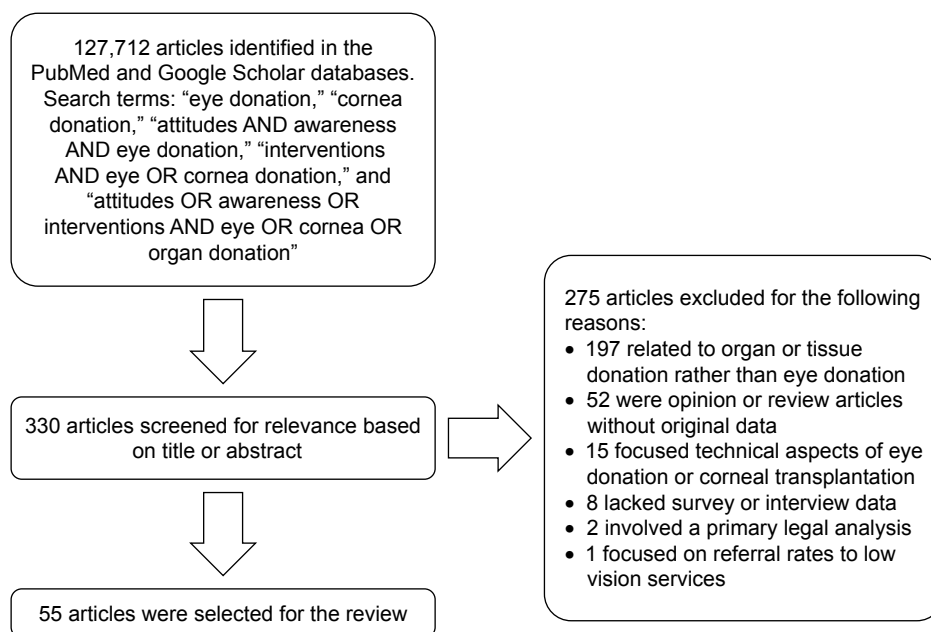 127,712 articles identified in the
PubMed and Google Scholar databases.
Search terms: “eye donation,” “cornea
donation,” “attitudes AND awareness
AND eye donation,” “interventions
AND eye OR cornea donation,” and
“attitudes OR awareness OR
interventions AND eye OR cornea OR
organ donation”
330 articles screened for relevance based
on title or abstract
275 articles excluded for the following
reasons:
• 197 related to organ or tissue
donation rather than eye donation
• 52 were opinion or review articles
without original data
• 15 focused technical aspects of eye
donation or corneal transplantation
• 8 lacked survey or interview data
• 2 involved a primary legal analysis
• 1 focused on referral rates to low
vision services
55 articles were selected for the review